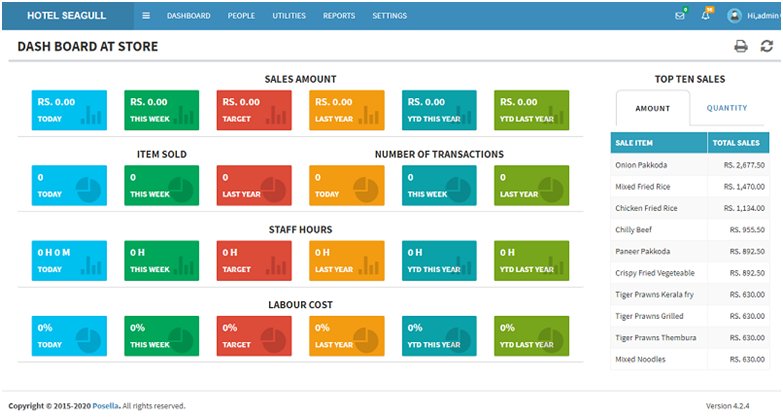 HOTEL SEAGULL DASHBOARD PEOPLE UTILITIES REPORTS SETTINGS 0 Hi,admin
DASH BOARD AT STORE
SALES AMOUNT
RS. 0.00 RS. 0.00 RS. 0.00 RS. 0.00 RS. 0.00 RS. 0.00
TODAY THIS WEEK TARGET LAST YEAR YTD THIS YEAR YTD LAST YEAR
ITEM SOLD NUMBER OF TRANSACTIONS
0 0 0 0 0 0
TODAY THIS WEEK LAST YEAR TODAY THIS WEEK LAST YEAR
STAFF HOURS
0 H 0 M 0 H 0 H 0 H 0 H 0 H
TODAY THIS WEEK TARGET LAST YEAR YTD THIS YEAR YTD LAST YEAR
LABOUR COST
0% 0% 0% 0% 0% 0%
TODAY THIS WEEK TARGET LAST YEAR YTD THIS YEAR YTD LAST YEAR
TOP TEN SALES
AMOUNT QUANTITY
SALE ITEM TOTAL SALES
Onion Pakkoda RS. 2,677.50
Mixed Fried Rice RS. 1,470.00
Chicken Fried Rice RS. 1,134.00
Chilly Beef RS. 955.50
Paneer Pakkoda RS. 892.50
Crispy Fried Vegeteable RS. 892.50
Tiger Prawns Kerala fry RS. 630.00
Tiger Prawns Grilled RS. 630.00
Tiger Prawns Thembura RS. 630.00
Mixed Noodles RS. 630.00
Copyright © 2015-2020 Posella. All rights reserved. Version 4.2.4